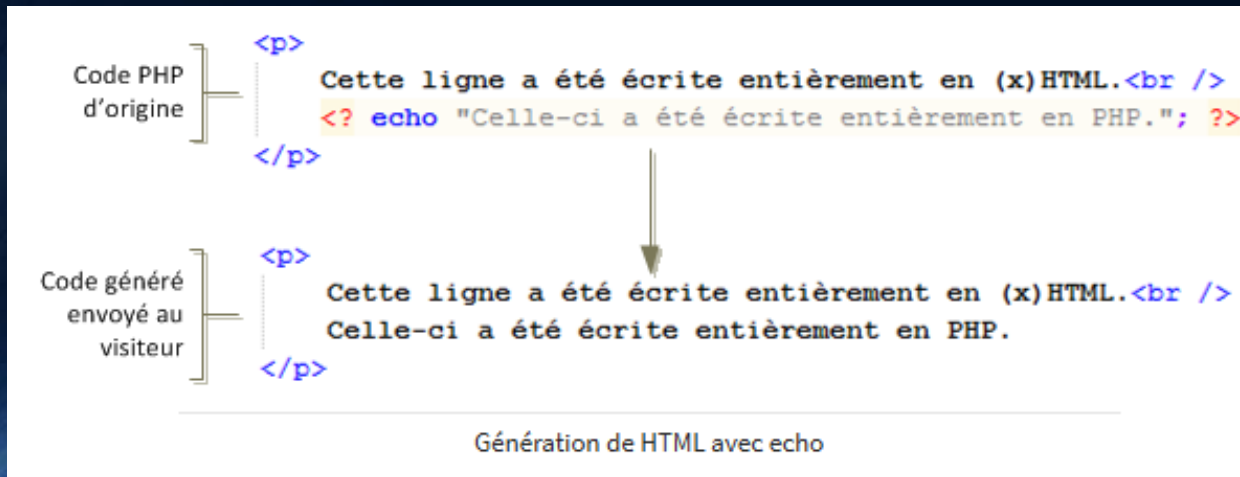 Code PHP
d’origine
<p>
Cette ligne a été écrite entièrement en (x)HTML.<br />
<? echo "Celle-ci a été écrite entièrement en PHP."; ?>
</p>
Code généré
envoyé au
visiteur
<p>
Cette ligne a été écrite entièrement en (x)HTML.<br />
Celle-ci a été écrite entièrement en PHP.
</p>
Génération de HTML avec echo